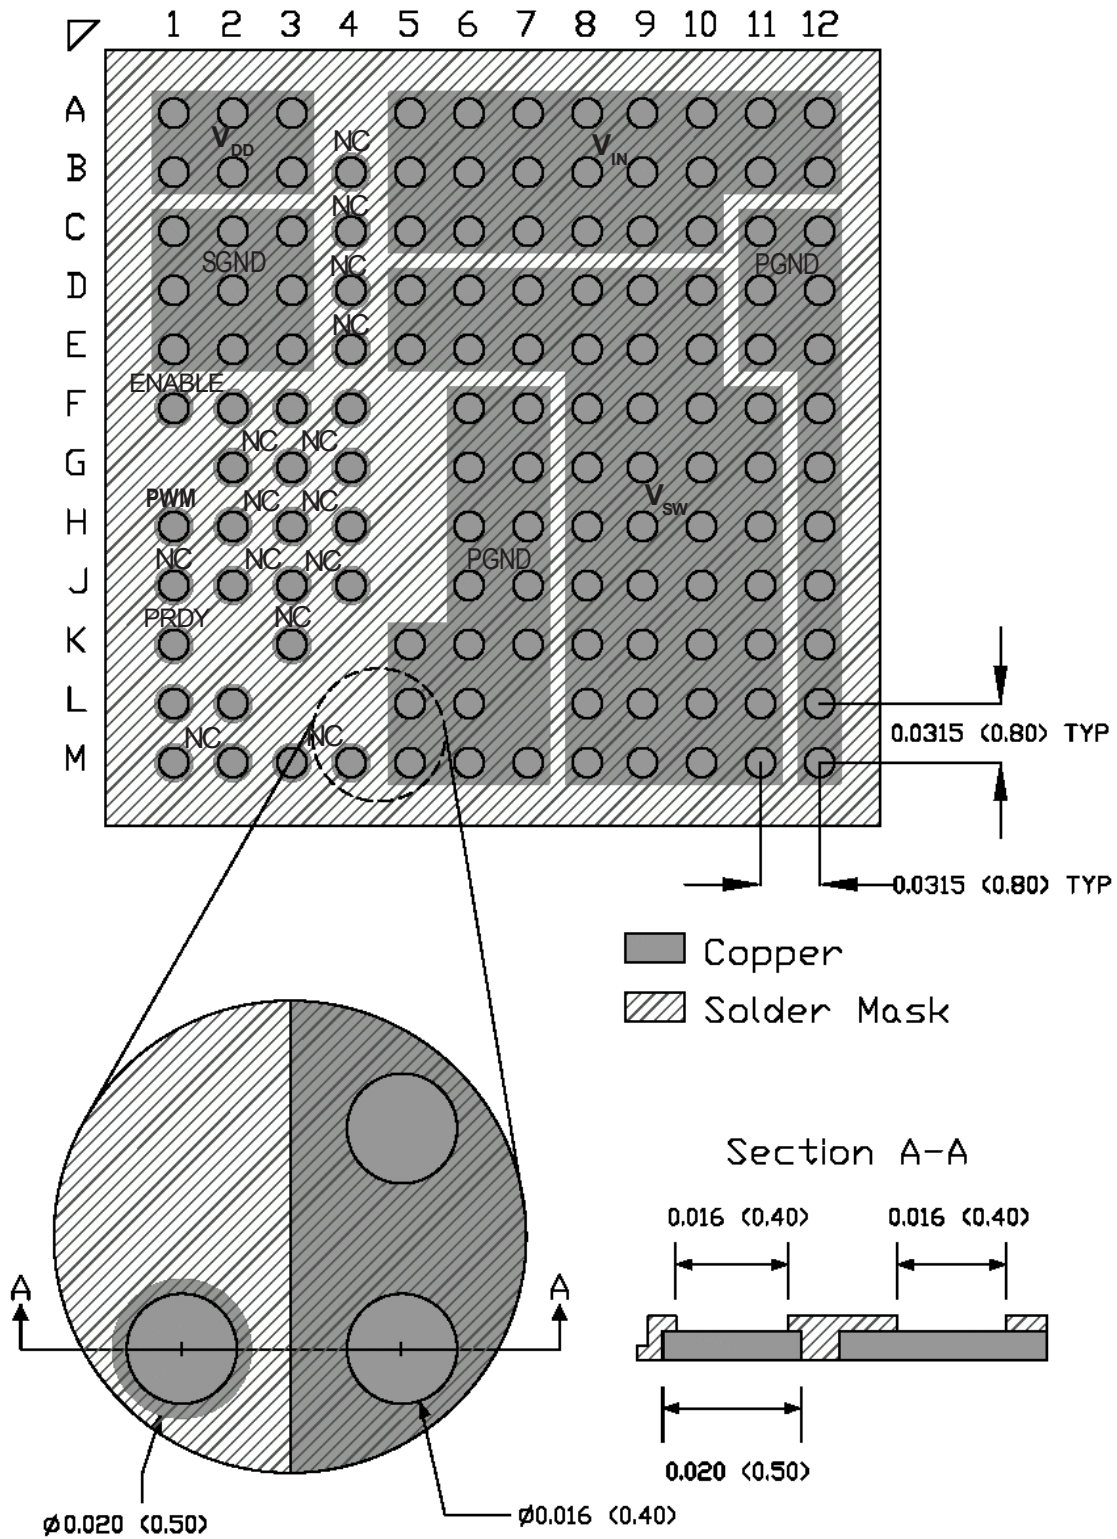 1 2 3 4 5 6 7 8 9 10 11 12
A
V DD
NC
V IN
B
NC
C
SGND
NC
PGND
D
NC
E
ENABLE
F
NC NC
G
PWM
NC NC
V SW
H
NC
NC NC
PGND
J
PRDY
NC
K
L
0.0315 (0.80) TYP
NC
NC
M
0.0315 (0.80) TYP
Copper
Solder Mask
Section A-A
0.016 (0.40)
0.016 (0.40)
A
A
0.020 (0.50)
Ø0.020 (0.50)
Ø0.016 (0.40)